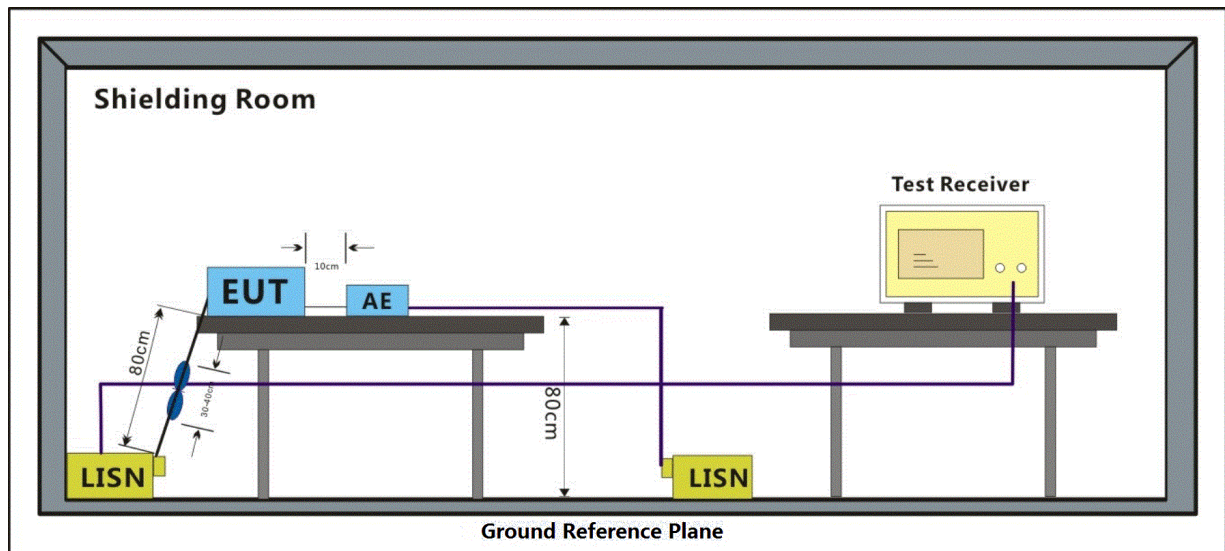 Shielding Room
Test Receiver
10cm
EUT
AE
80cm
30-40cm
80cm
LISN
LISN
Ground Reference Plane